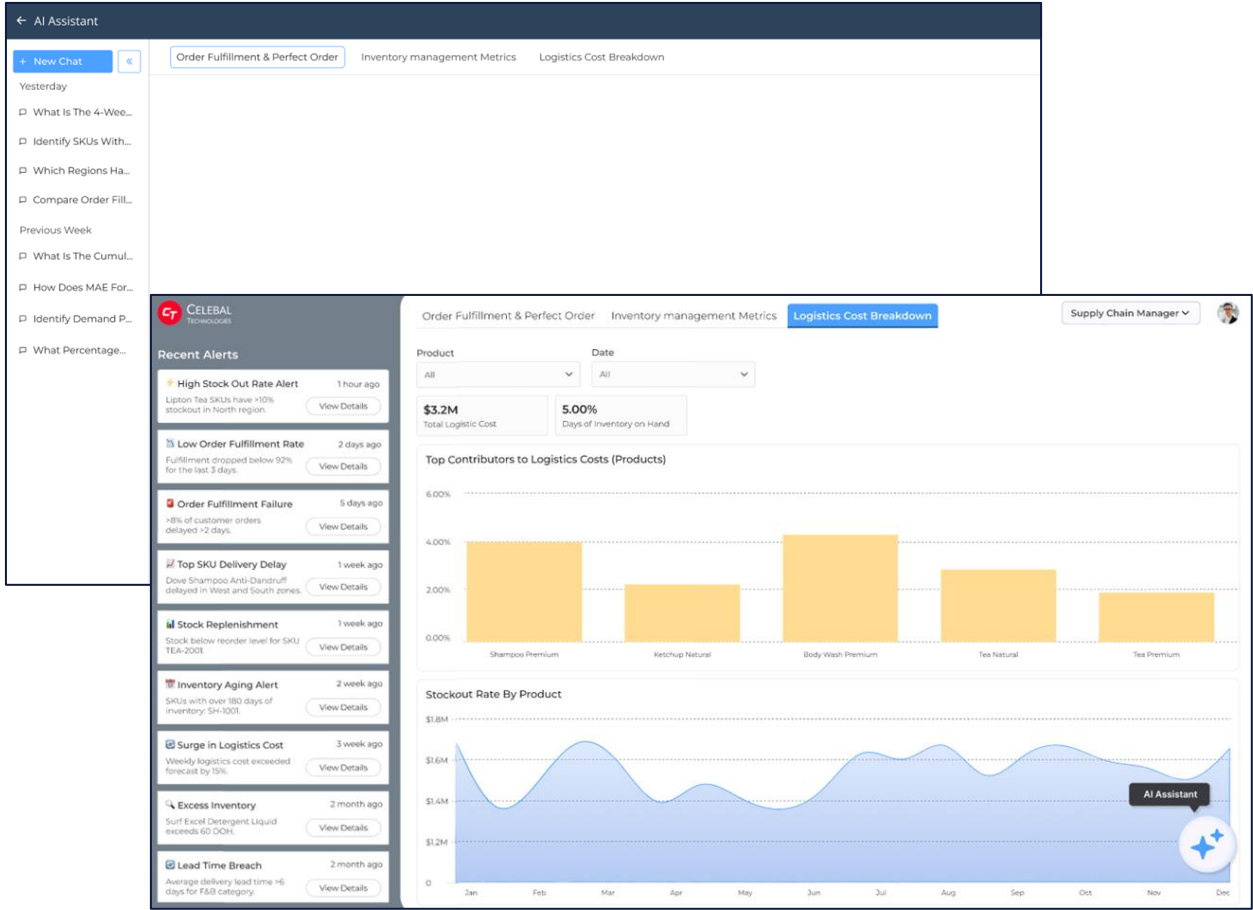 ← AI Assistant
+ New Chat
«
Order Fulfillment & Perfect Order
Inventory management Metrics
Logistics Cost Breakdown
Yesterday
What Is The 4-Wee...
Identify SKUs With...
Which Regions Ha...
Compare Order Fill...
Previous Week
What Is The Cumul...
How Does MAE For...
Identify Demand P...
What Percentage...
CT
CELEBAL
TECHNOLOGIES
Recent Alerts
High Stock Out Rate Alert
1 hour ago
Lipton Tea SKUs have >10%
stockout in North region.
View Details
Low Order Fulfillment Rate
2 days ago
Fulfillment dropped below 92%
for the last 3 days.
View Details
Order Fulfillment Failure
5 days ago
>8% of customer orders
delayed >2 days.
View Details
Top SKU Delivery Delay
1 week ago
Dove Shampoo Anti-Dandruff
delayed in West and South zones.
View Details
Stock Replenishment
1 week ago
Stock below reorder level for SKU
TEA-2001.
View Details
Inventory Aging Alert
2 week ago
SKUs with over 180 days of
inventory: SH-1001.
View Details
Surge in Logistics Cost
3 week ago
Weekly logistics cost exceeded
forecast by 15%.
View Details
Excess Inventory
2 month ago
Surf Excel Detergent Liquid
exceeds 60 DOH.
View Details
Lead Time Breach
2 month ago
Average delivery lead time =6
days for F&B category.
View Details
Order Fulfillment & Perfect Order
Inventory management Metrics
Logistics Cost Breakdown
Supply Chain Manager
Product
Date
All
All
$3.2M
Total Logistic Cost
5.00%
Days of Inventory on Hand
Top Contributors to Logistics Costs (Products)
6.00%
4.00%
2.00%
0.00%
Shampoo Premium
Ketchup Natural
Body Wash Premium
Tea Natural
Tea Premium
Stockout Rate By Product
$1.8M
$1.6M
$1.4M
$1.2M
0
Jan
Feb
Mar
Apr
May
Jun
Jul
Aug
Sep
Oct
Nov
Dec
AI Assistant